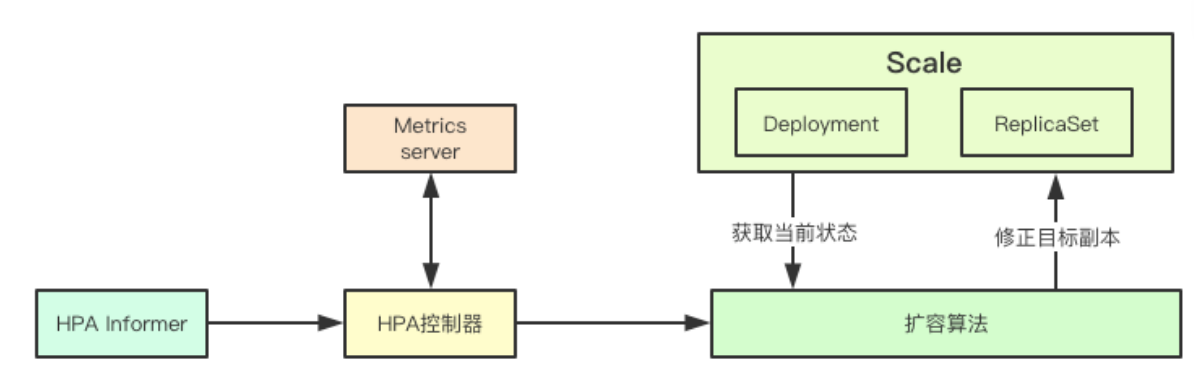 Scale
Deployment
ReplicaSet
Metrics
server
获取当前状态
修正目标副本
HPA Informer
HPA控制器
扩容算法